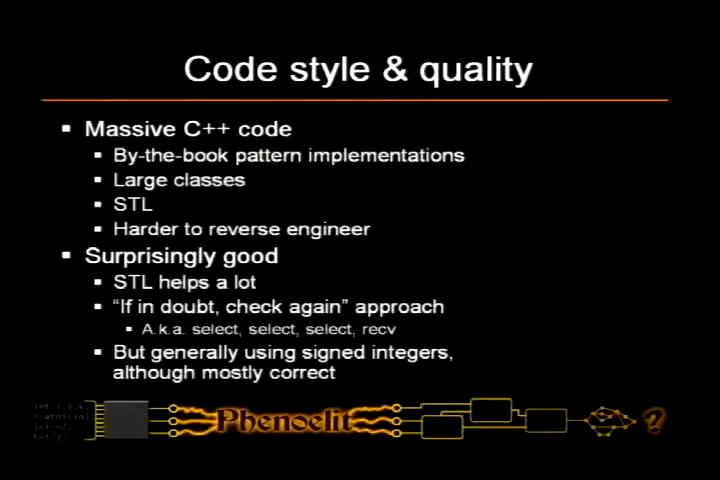 Code style & quality
Massive C++ code
By-the-book pattern implementations
Large classes
STL
Harder to reverse engineer
Surprisingly good
STL helps a lot
“If in doubt, check again” approach
A.k.a. select, select, select, recv
But generally using signed integers,
although mostly correct
Phenoelit
?